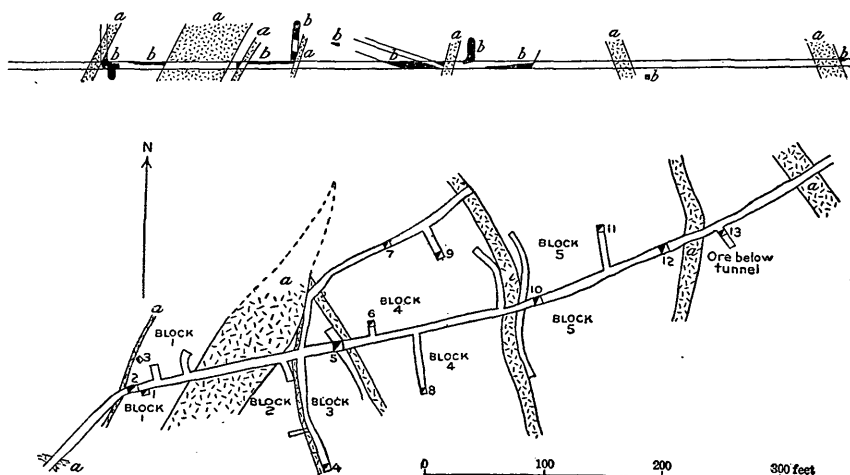 a a b
b b b a b a b b b a a b
b
N
a
BLOCK 1
3
2
1
BLOCK 1
a
a
BLOCK 2
BLOCK 3
4
5
6
7
9
BLOCK 4
8
BLOCK 4
10
BLOCK 5
11
BLOCK 5
12
a
13
Ore below
tunnel
a
0 100 200 300 feet